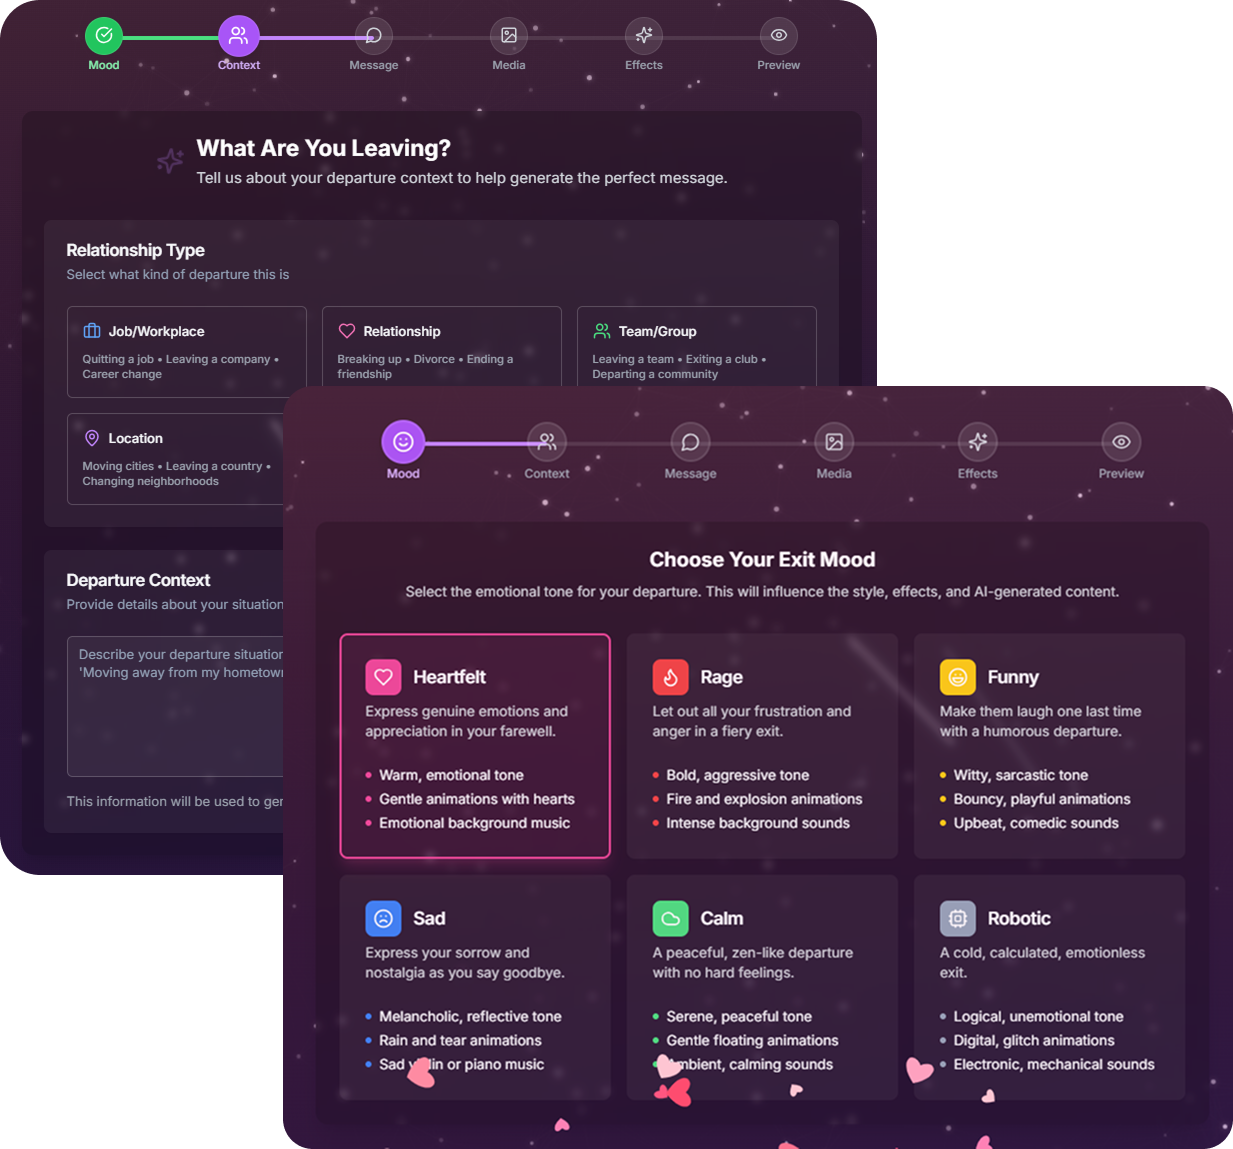 Mood
Context
Message
Media
Effects
Preview
What Are You Leaving?
Tell us about your departure context to help generate the perfect message.
Relationship Type
Select what kind of departure this is
Job/Workplace
Quitting a job • Leaving a company •
Career change
Relationship
Breaking up • Divorce • Ending a
friendship
Team/Group
Leaving a team • Exiting a club •
Departing a community
Location
Moving cities • Leaving a country •
Changing neighborhoods
Departure Context
Provide details about your situation
Describe your departure situation
'Moving away from my hometown
This information will be used to
Mood
Context
Message
Media
Effects
Preview
Choose Your Exit Mood
Select the emotional tone for your departure. This will influence the style, effects, and AI-generated content.
Heartfelt
Express genuine emotions and
appreciation in your farewell.
• Warm, emotional tone
• Gentle animations with hearts
• Emotional background music
Rage
Let out all your frustration and
anger in a fiery exit.
• Bold, aggressive tone
• Fire and explosion animations
• Intense background sounds
Funny
Make them laugh one last time
with a humorous departure.
• Witty, sarcastic tone
• Bouncy, playful animations
• Upbeat, comedic sounds
Sad
Express your sorrow and
nostalgia as you say goodbye.
• Melancholic, reflective tone
• Rain and tear animations
• Sad violin or piano music
Calm
A peaceful, zen-like departure
with no hard feelings.
• Serene, peaceful tone
• Gentle floating animations
• Ambient, calming sounds
Robotic
A cold, calculated, emotionless
exit.
• Logical, unemotional tone
• Digital, glitch animations
• Electronic, mechanical sounds